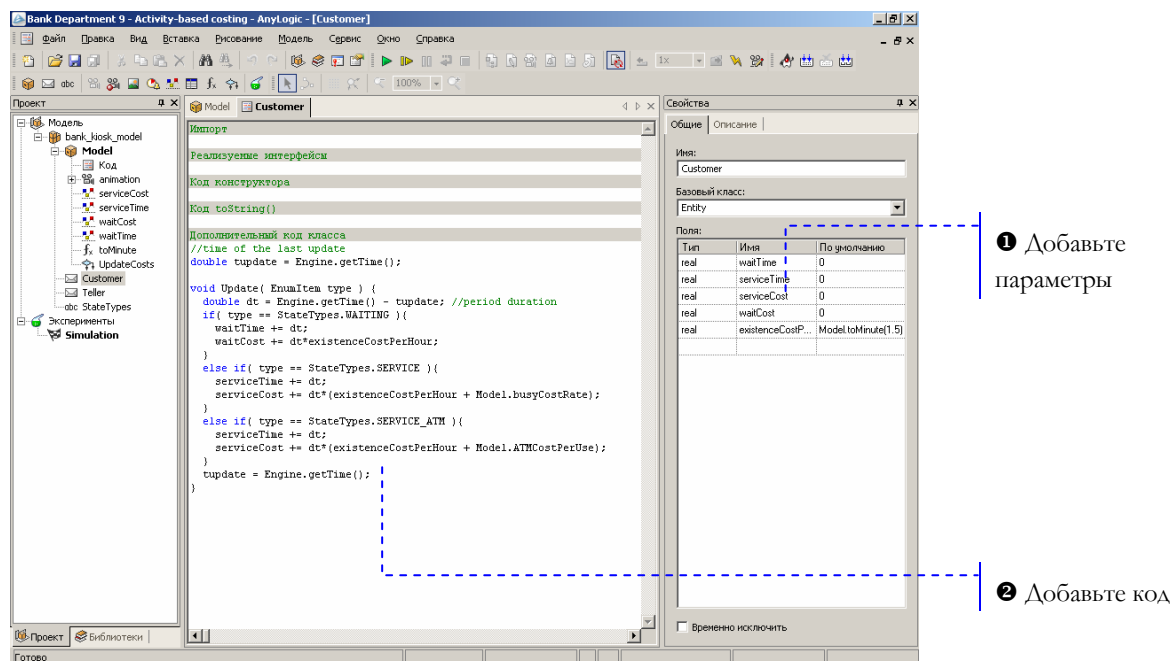 Bank Department 9 - Activity-based costing - AnyLogic - [Customer]
Файл Правка Вид Вставка Рисование Модель Сервис Окно Справка
1x
abc 100%
Проект
Модель
bank_kiosk_model
Model
Код
animation
serviceCost
serviceTime
waitCost
waitTime
toMinute
UpdateCosts
Customer
Teller
abc StateTypes
Эксперименты
Simulation
Проект Библиотеки
Готово
Model Customer
Импорт
Реализуемые интерфейсы
Код конструктора
Код toString()
Дополнительный код класса
//time of the last update
double tupdate = Engine.getTime();
void Update( EnumItem type ) {
double dt = Engine.getTime() - tupdate; //period duration
if( type == StateTypes.WAITING ){
waitTime += dt;
waitCost += dt*existenceCostPerHour;
}
else if( type == StateTypes.SERVICE ){
serviceTime += dt;
serviceCost += dt*(existenceCostPerHour + Model.busyCostRate);
}
else if( type == StateTypes.SERVICE_ATM ){
serviceTime += dt;
serviceCost += dt*(existenceCostPerHour + Model.ATMCostPerUse);
}
tupdate = Engine.getTime();
}
Свойства
Общие Описание
Имя:
Customer
Базовый класс:
Entity
Поля:
Тип Имя По умолчанию
real waitTime 0
real serviceTime 0
real serviceCost 0
real waitCost 0
real existenceCostP... Model.toMinute(1.5)
Временно исключить
❶ Добавьте
параметры
❷ Добавьте код